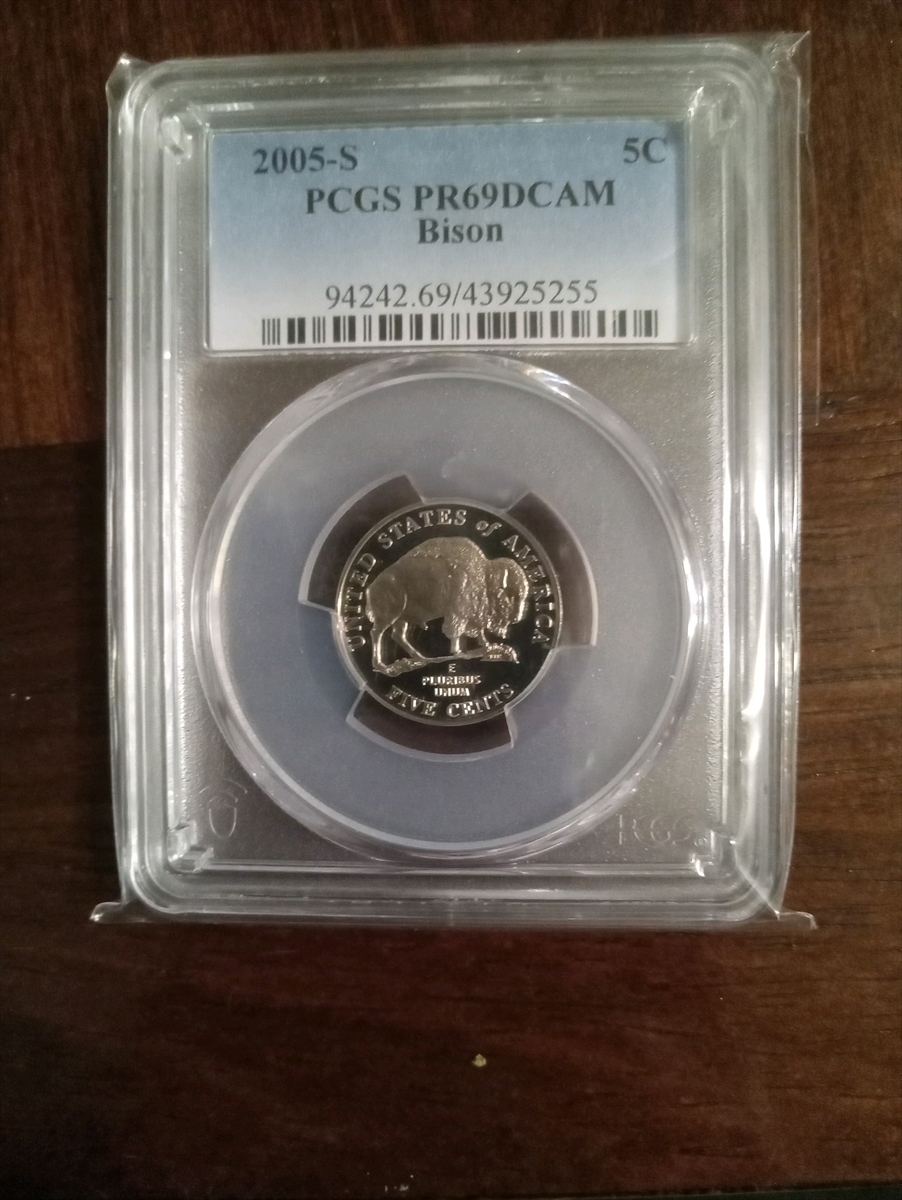 2005-S 5C
PCGS PR69DCAM
Bison
94242.69/43925255
UNITED STATES of AMERICA
E
PLURIBUS
UNUM
FIVE CENTS
PCGS